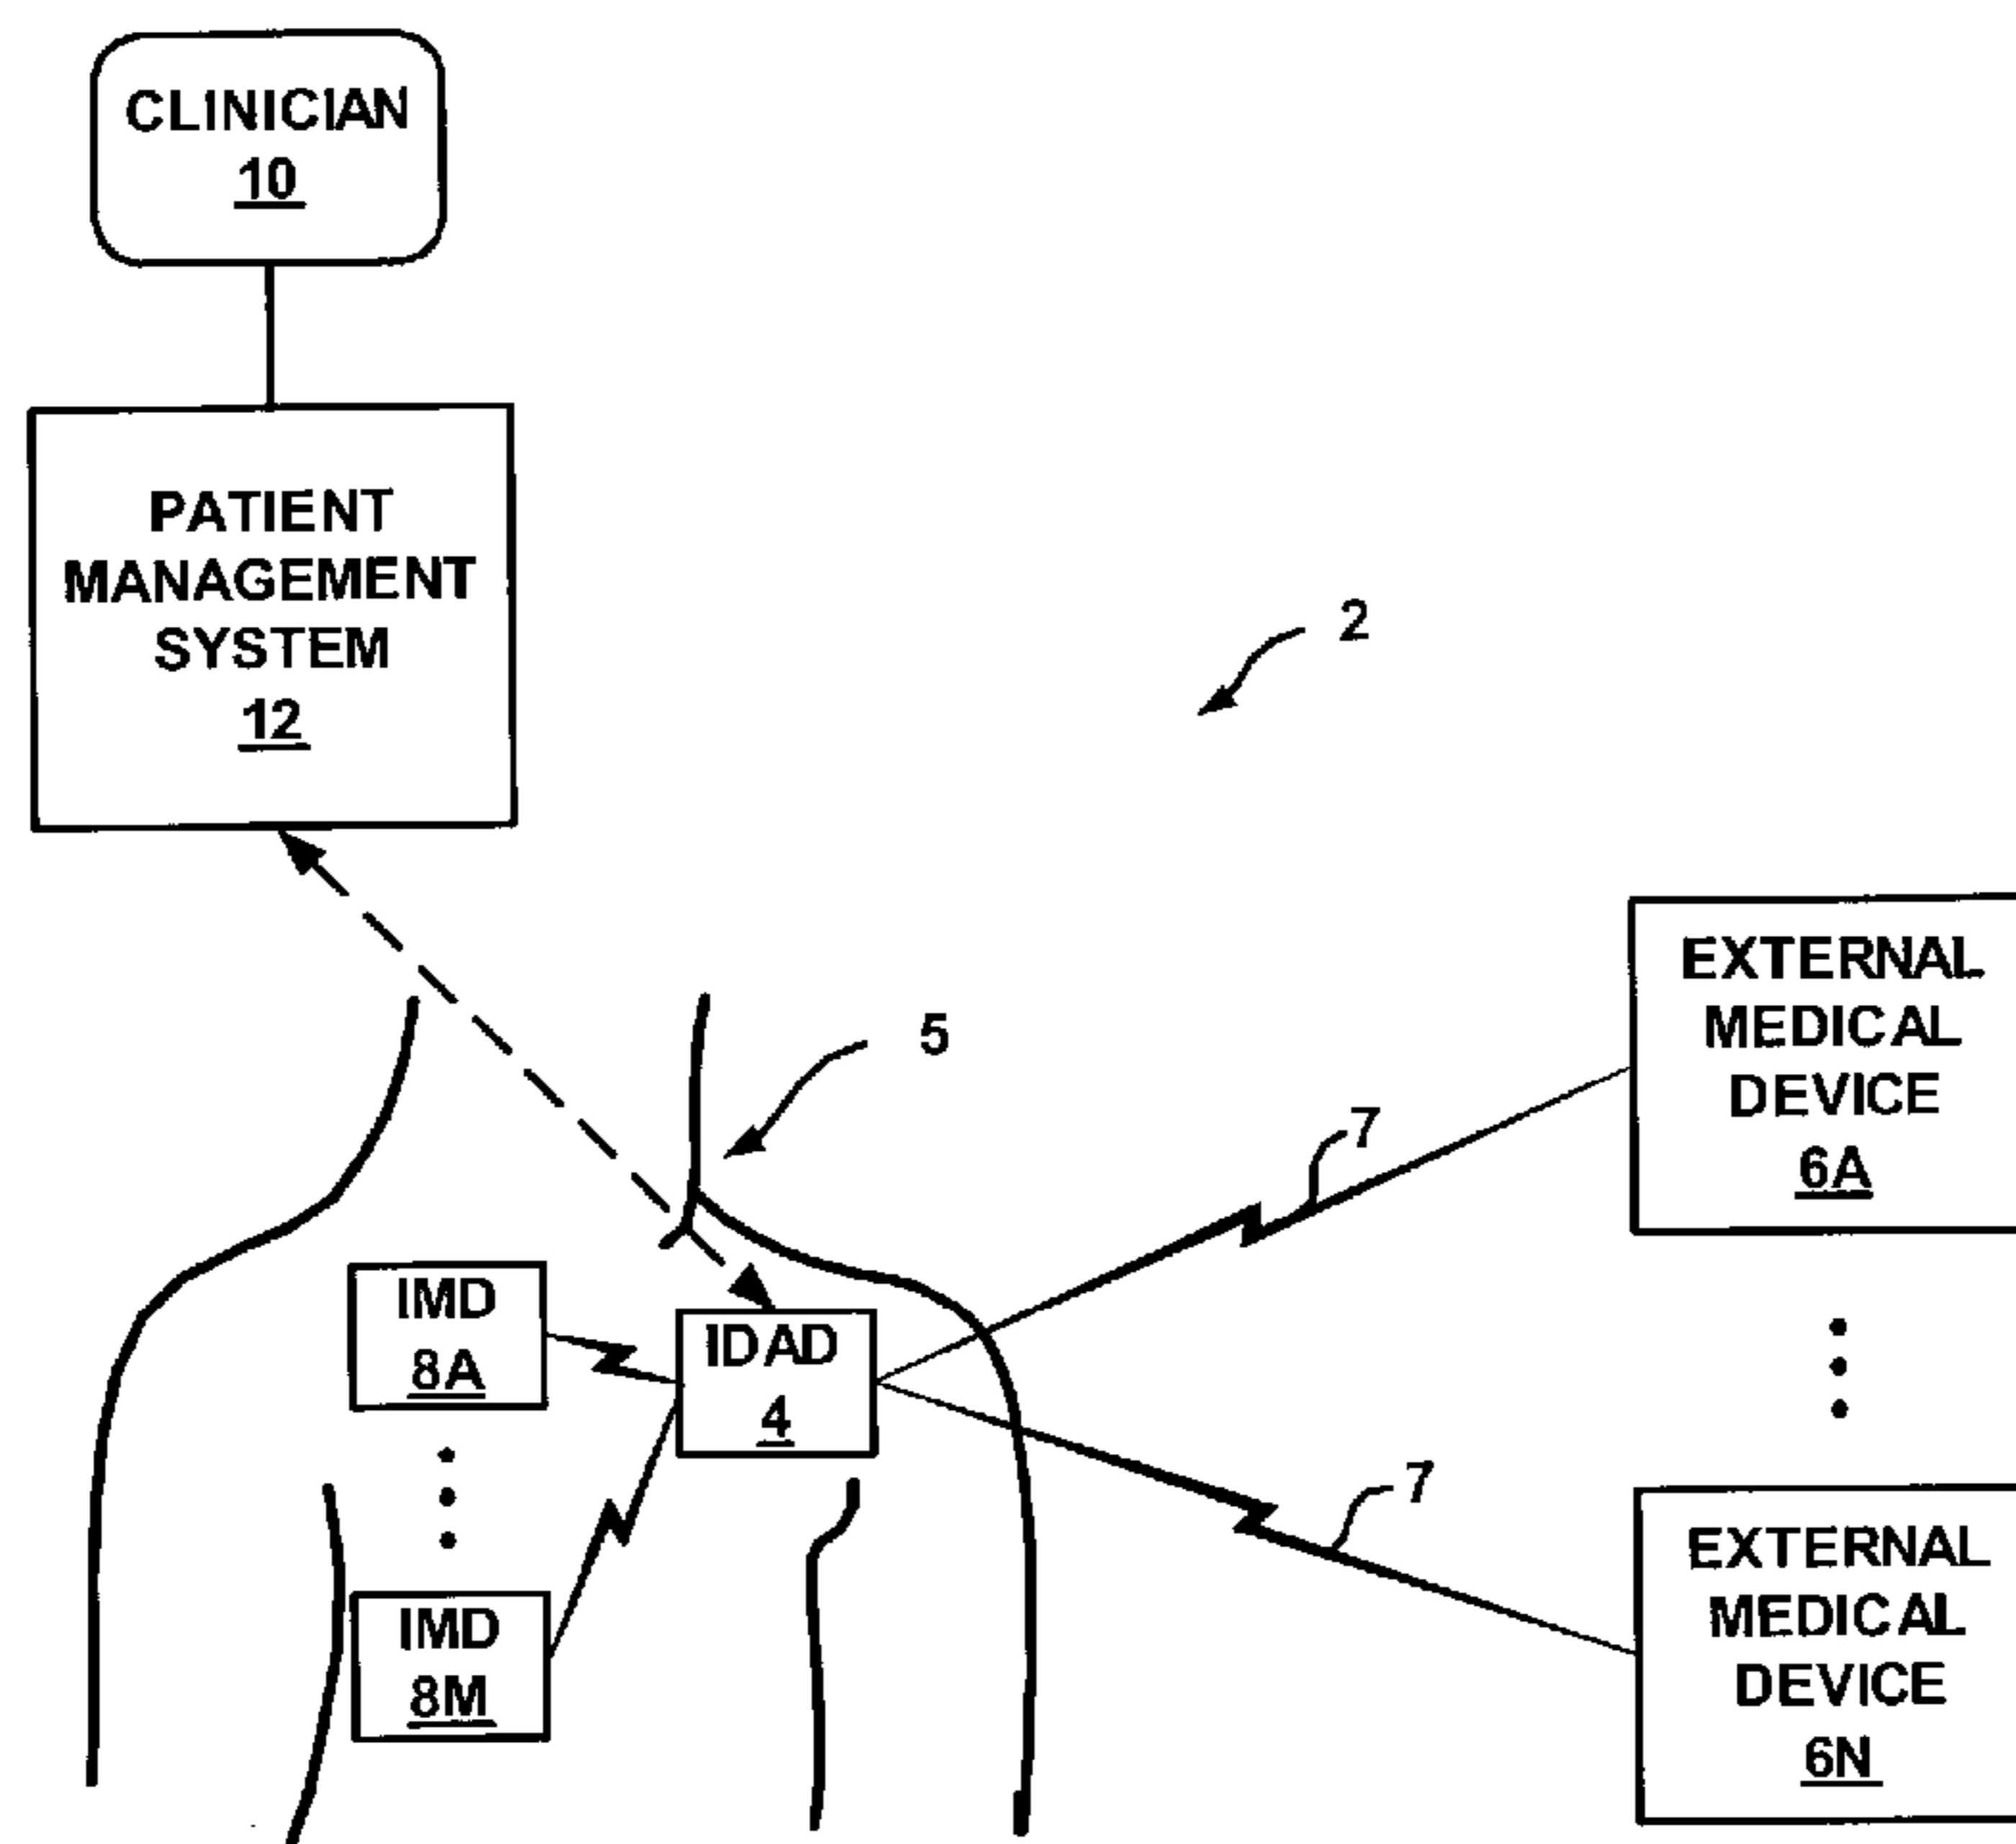 CLINICIAN
10
PATIENT
MANAGEMENT
SYSTEM
12
2
5
EXTERNAL
MEDICAL
DEVICE
6A
7
IMD
8A
IDAD
4
7
IMD
8M
EXTERNAL
MEDICAL
DEVICE
6N